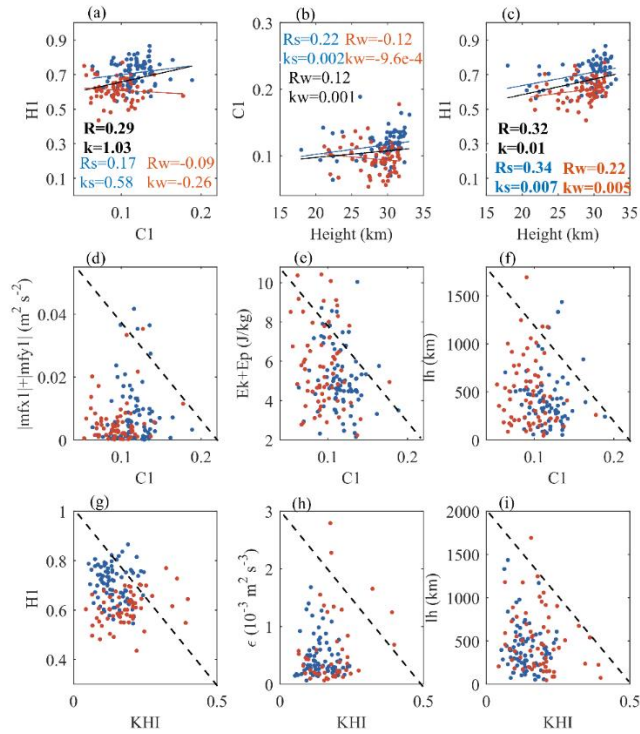 (a) (b) (c)
H1
0.9
0.7
0.5
0.3
0.1
R=0.29
k=1.03
Rs=0.17 Rw=-0.09
ks=0.58 kw=-0.26
0 0.1 0.2
C1
C1
0.3
0.2
0.1
0
Rs=0.22 Rw=-0.12
ks=0.002 kw=-9.6e-4
Rw=0.12
kw=0.001
15 20 25 30 35
Height (km)
H1
0.9
0.7
0.5
0.3
0.1
R=0.32
k=0.01
Rs=0.34 Rw=0.22
ks=0.007 kw=0.005
15 20 25 30 35
Height (km)
(d) (e) (f)
|mfx1|+|mfy1| (m² s⁻²)
0.04
0.02
0
0.1 0.2
C1
Ek+Ep (J/kg)
10
8
6
4
2
0.1 0.2
C1
lh (km)
1500
1000
500
0
0.1 0.2
C1
(g) (h) (i)
H1
1
0.8
0.6
0.4
0 0.5
KHI
ϵ (10⁻³ m² s⁻³)
3
2
1
0
0 0.5
KHI
lh (km)
2000
1500
1000
500
0
0 0.5
KHI